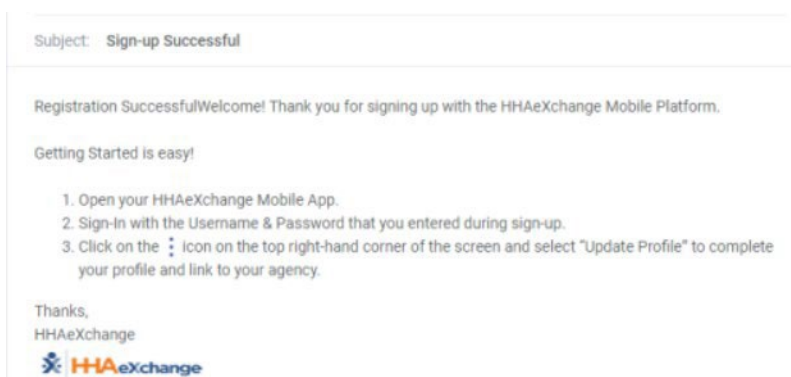 Subject: Sign-up Successful
Registration SuccessfulWelcome! Thank you for signing up with the HHAeXchange Mobile Platform.
Getting Started is easy!
1. Open your HHAeXchange Mobile App.
2. Sign-In with the Username & Password that you entered during sign-up.
3. Click on the ⋮ icon on the top right-hand corner of the screen and select "Update Profile" to complete
your profile and link to your agency.
Thanks,
HHAeXchange
HHAeXchange